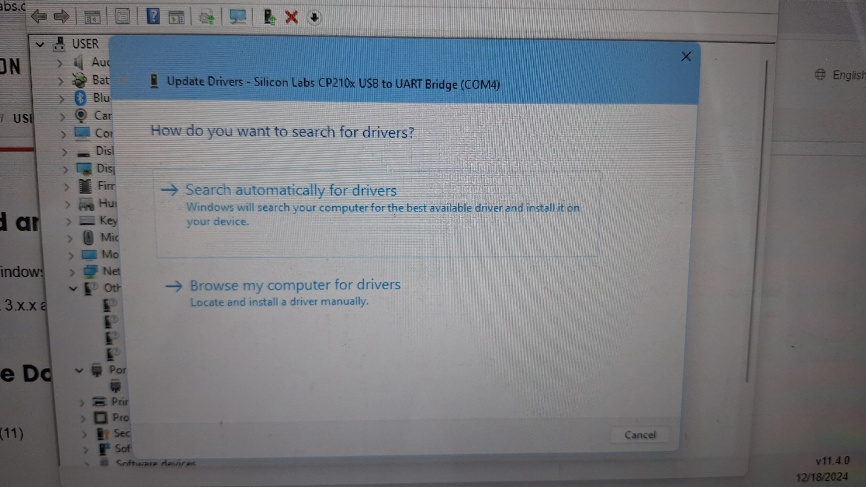 abs.c
USER
Auc
Bat
Blu
Car
Cor
Disl
Disp
Firr
Hui
Key
Mic
Mo
Net
Oth
Por
Prir
Pro
Sec
Sof
Software devices
Update Drivers - Silicon Labs CP210x USB to UART Bridge (COM4)
How do you want to search for drivers?
Search automatically for drivers
Windows will search your computer for the best available driver and install it on
your device.
Browse my computer for drivers
Locate and install a driver manually.
Cancel
ON
/ USI
d ar
indows
3.x.x a
e Do
(11)
English
v11.4.0
12/18/2024